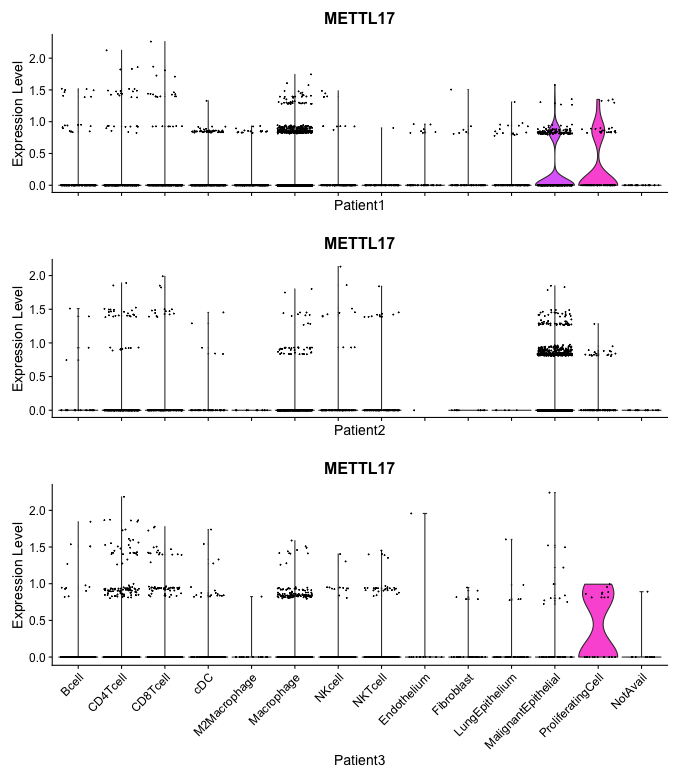 METTL17
Expression Level
2.0
1.5
1.0
0.5
0.0
Patient1
METTL17
Expression Level
2.0
1.5
1.0
0.5
0.0
Patient2
METTL17
Expression Level
2.0
1.5
1.0
0.5
0.0
Bcell
CD4Tcell
CD8Tcell
cDC
M2Macrophage
Macrophage
NKcell
NKTcell
Endothelium
Fibroblast
LungEpithelium
MalignantEpithelial
ProliferatingCell
NotAvail
Patient3